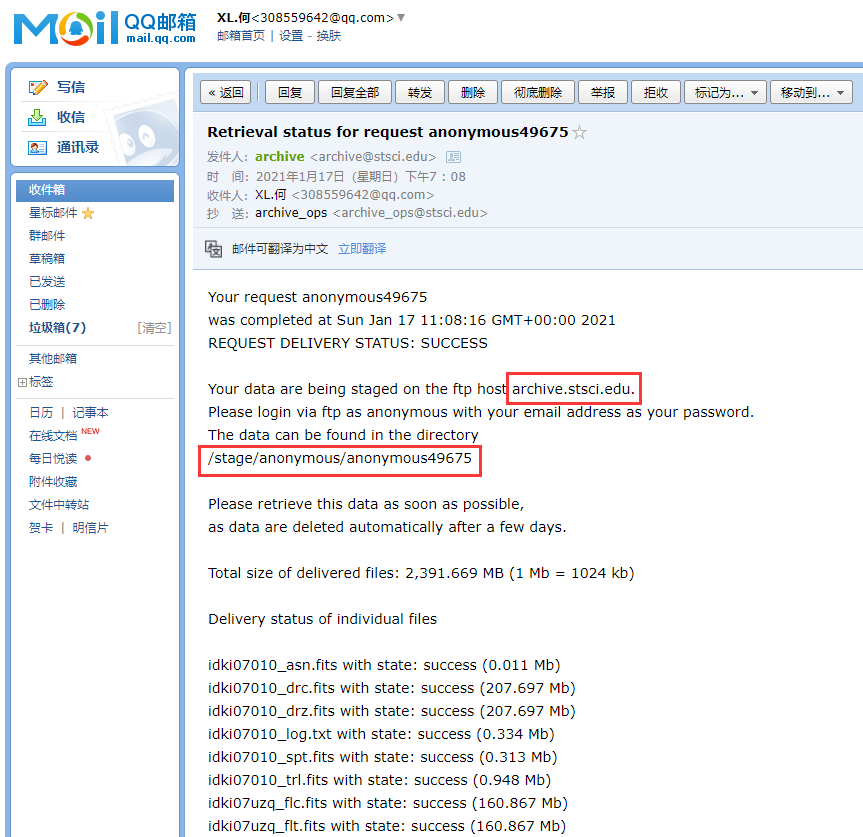 Mail QQ邮箱
mail.qq.com
XL.何<308559642@qq.com>
邮箱首页 | 设置 - 换肤
写信
收信
通讯录
收件箱
星标邮件
群邮件
草稿箱
已发送
已删除
垃圾箱(7) [清空]
其他邮箱
标签
日历 | 记事本
在线文档 NEW
每日悦读
附件收藏
文件中转站
贺卡 | 明信片
« 返回 回复 回复全部 转发 删除 彻底删除 举报 拒收 标记为... 移动到...
Retrieval status for request anonymous49675
发件人: archive <archive@stsci.edu>
时 间: 2021年1月17日 (星期日) 下午7:08
收件人: XL.何 <308559642@qq.com>
抄 送: archive_ops <archive_ops@stsci.edu>
邮件可翻译为中文 立即翻译
Your request anonymous49675
was completed at Sun Jan 17 11:08:16 GMT+00:00 2021
REQUEST DELIVERY STATUS: SUCCESS
Your data are being staged on the ftp host archive.stsci.edu.
Please login via ftp as anonymous with your email address as your password.
The data can be found in the directory
/stage/anonymous/anonymous49675
Please retrieve this data as soon as possible,
as data are deleted automatically after a few days.
Total size of delivered files: 2,391.669 MB (1 Mb = 1024 kb)
Delivery status of individual files
idki07010_asn.fits with state: success (0.011 Mb)
idki07010_drc.fits with state: success (207.697 Mb)
idki07010_drz.fits with state: success (207.697 Mb)
idki07010_log.txt with state: success (0.334 Mb)
idki07010_spt.fits with state: success (0.313 Mb)
idki07010_trl.fits with state: success (0.948 Mb)
idki07uzq_flc.fits with state: success (160.867 Mb)
idki07uzq_flt.fits with state: success (160.867 Mb)